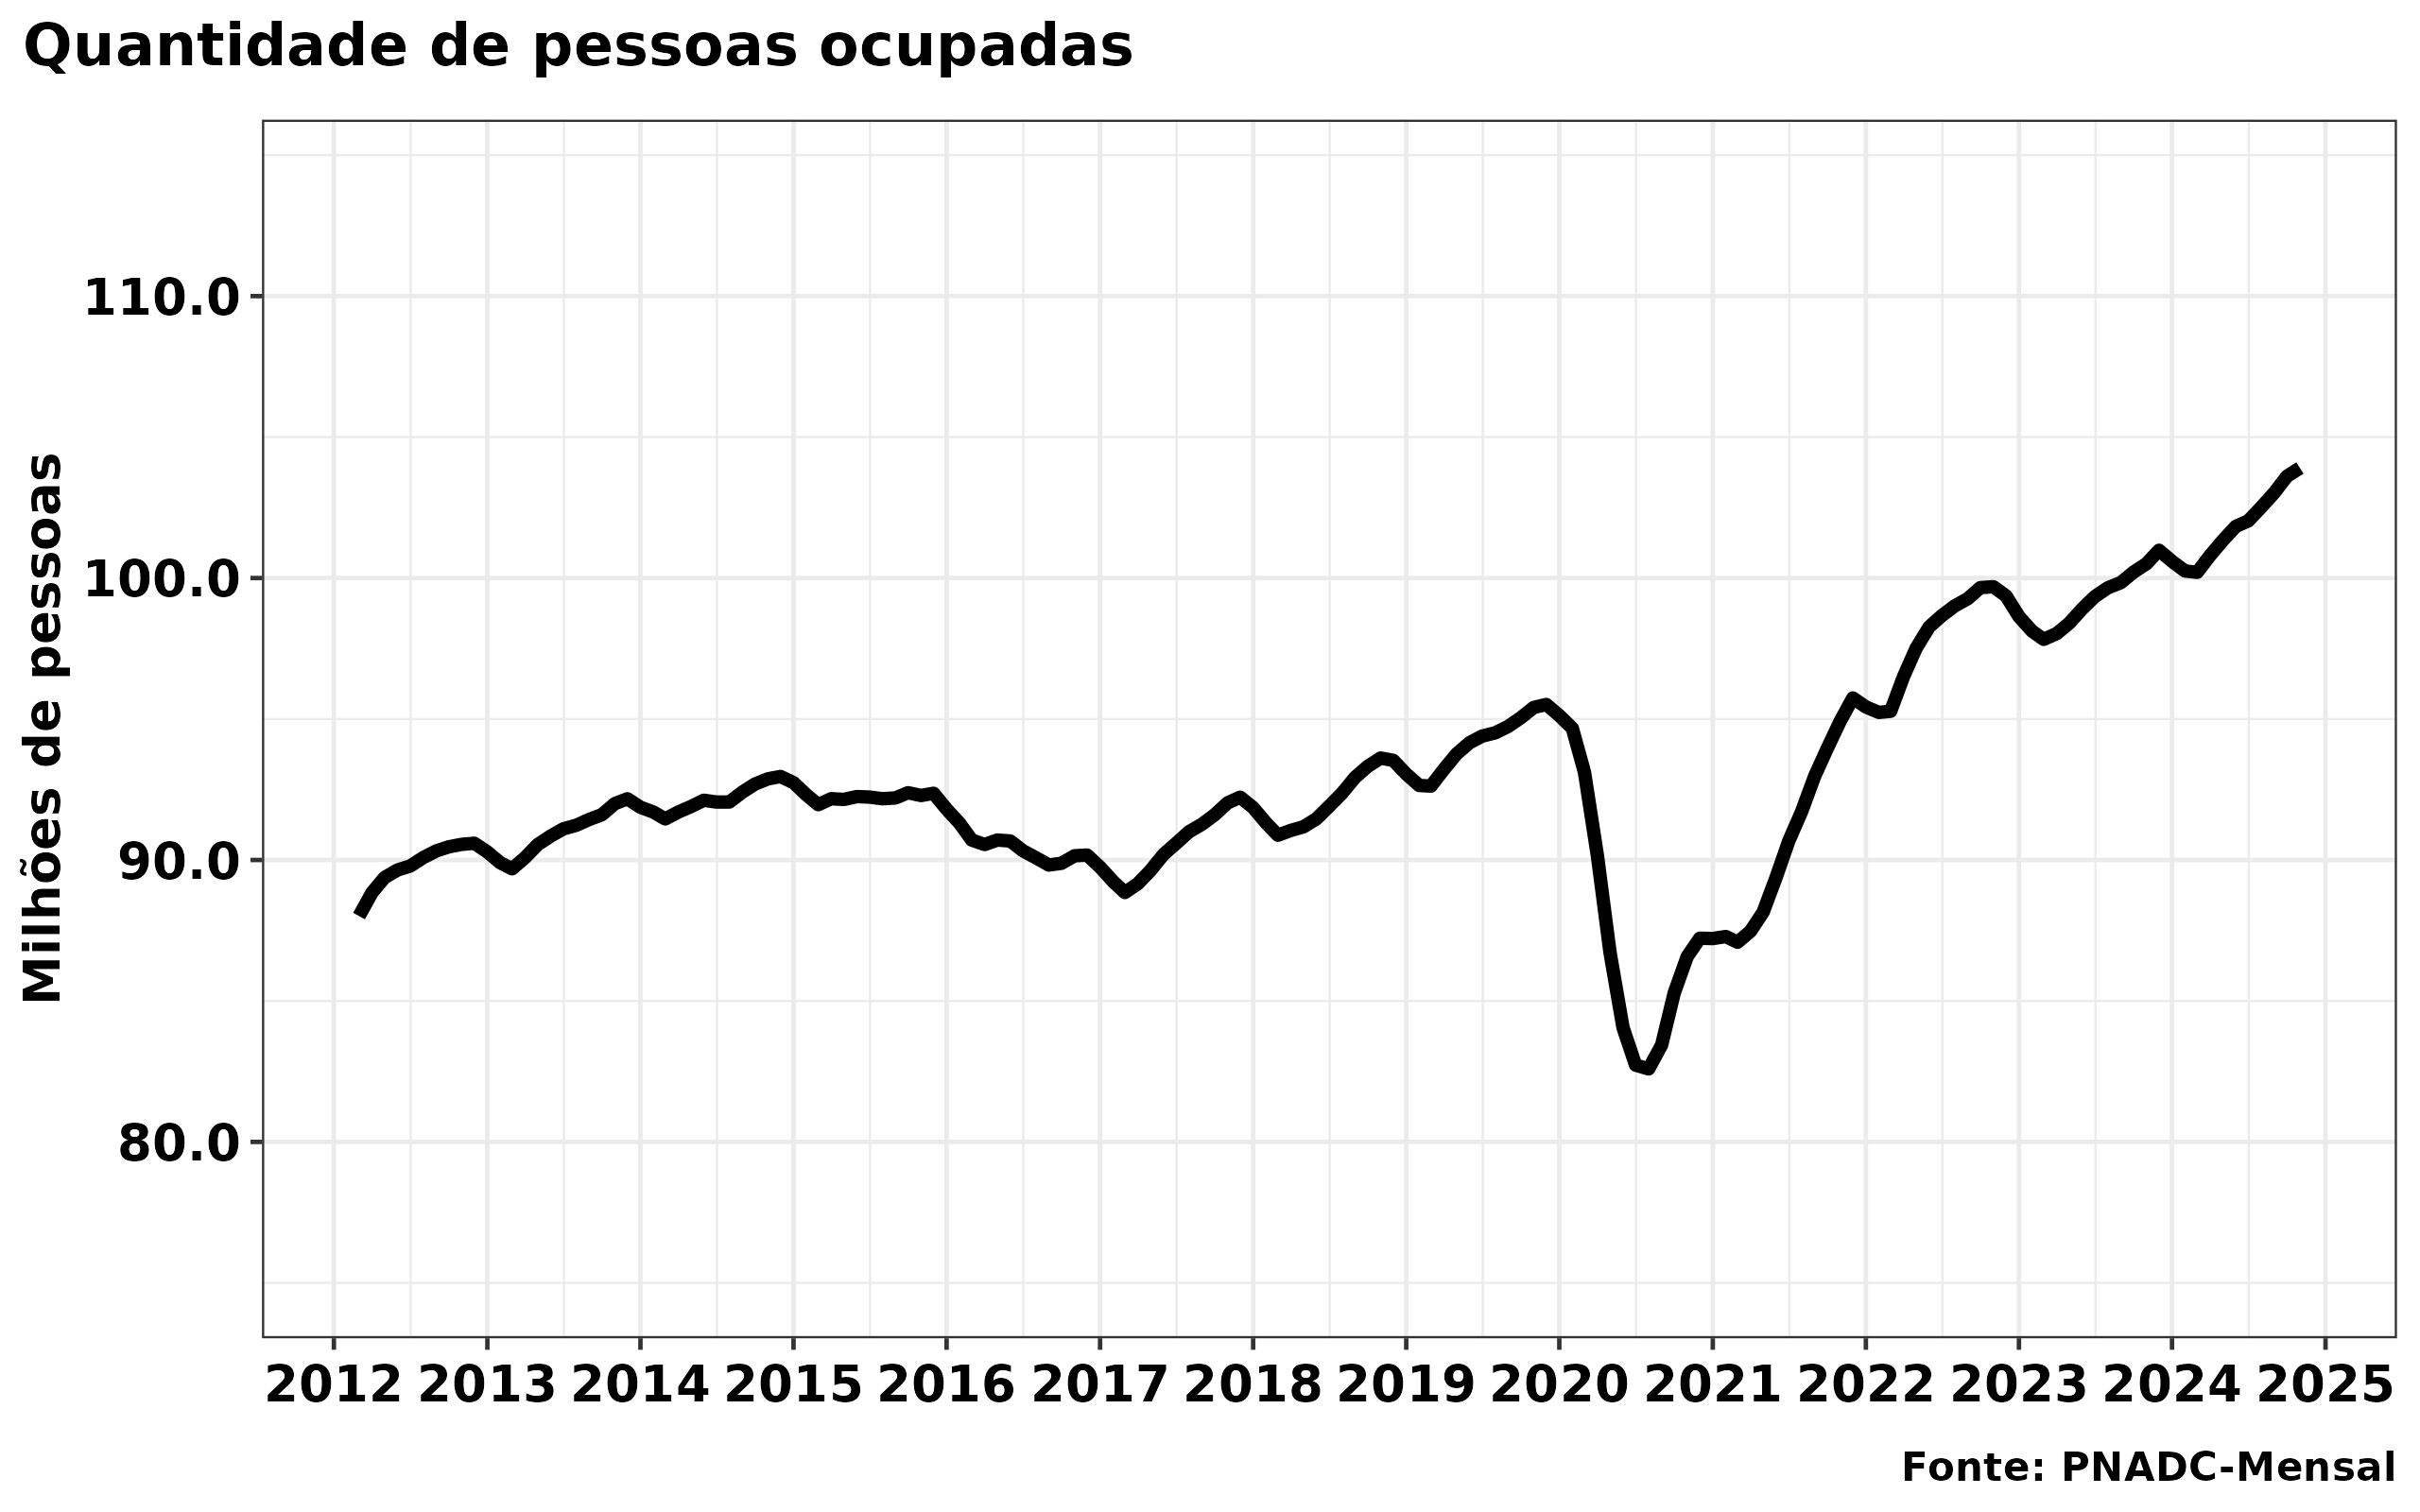 Quantidade de pessoas ocupadas
Milhões de pessoas
110.0
100.0
90.0
80.0
2012 2013 2014 2015 2016 2017 2018 2019 2020 2021 2022 2023 2024 2025
Fonte: PNADC-Mensal